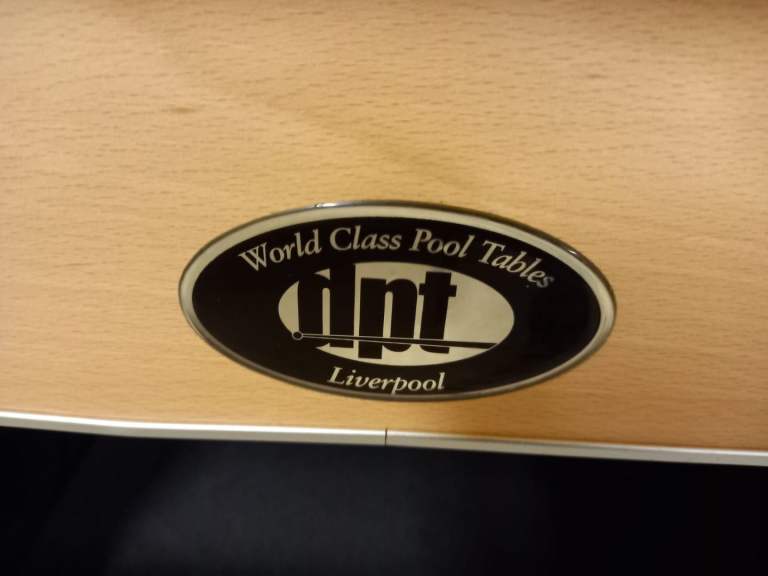 World Class Pool Tables
dpt
Liverpool